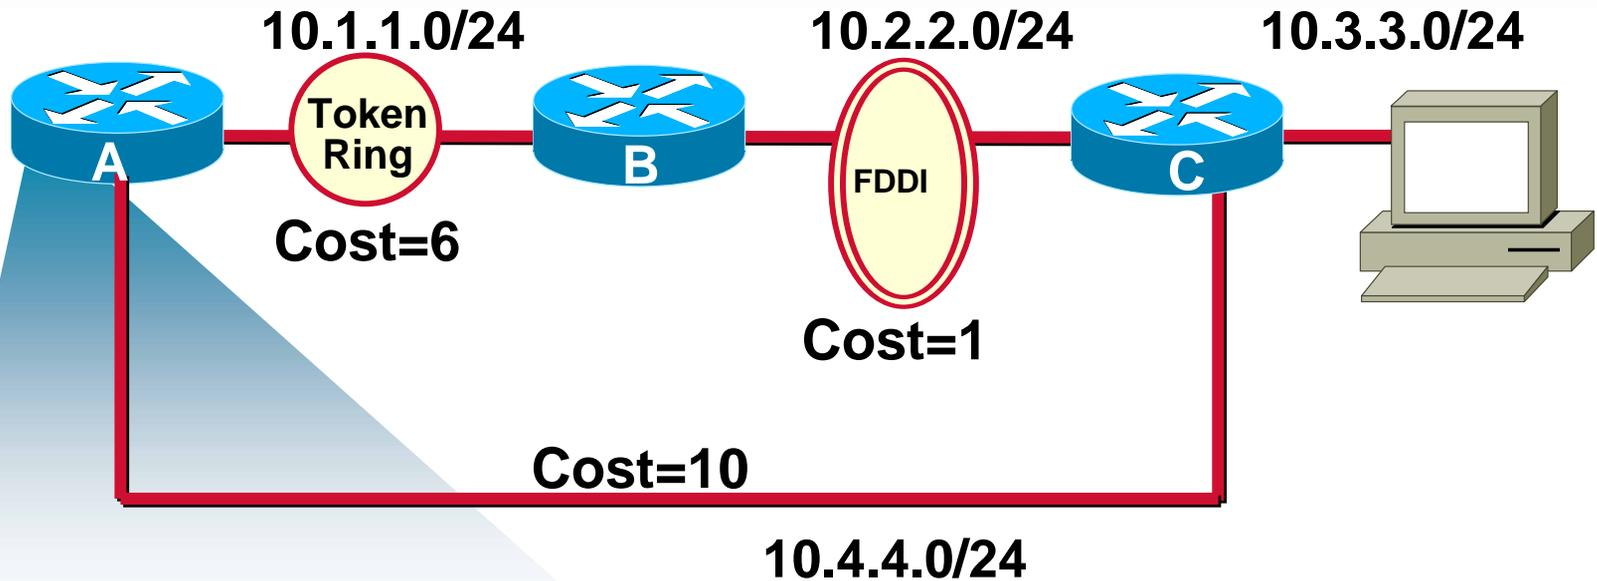 10.1.1.0/24
10.2.2.0/24
10.3.3.0/24
A
Token
Ring
B
FDDI
C
Cost=6
Cost=1
Cost=10
10.4.4.0/24